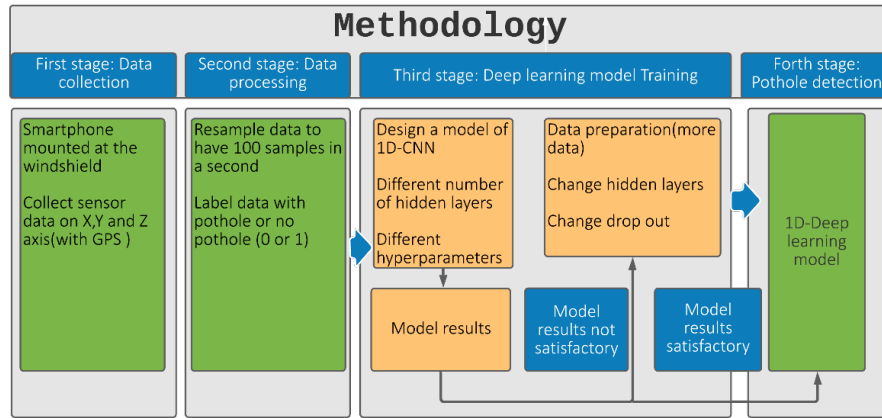 Methodology
First stage: Data
collection
Second stage: Data
processing
Third stage: Deep learning model Training
Forth stage:
Pothole detection
Smartphone
mounted at the
windshield
Collect sensor
data on X,Y and Z
axis(with GPS )
Resample data to
have 100 samples in
a second
Label data with
pothole or no
pothole (0 or 1)
Design a model of
1D-CNN
Different number
of hidden layers
Different
hyperparameters
Model results
Data preparation(more
data)
Change hidden layers
Change drop out
Model
results not
satisfactory
Model
results
satisfactory
1D-Deep
learning
model